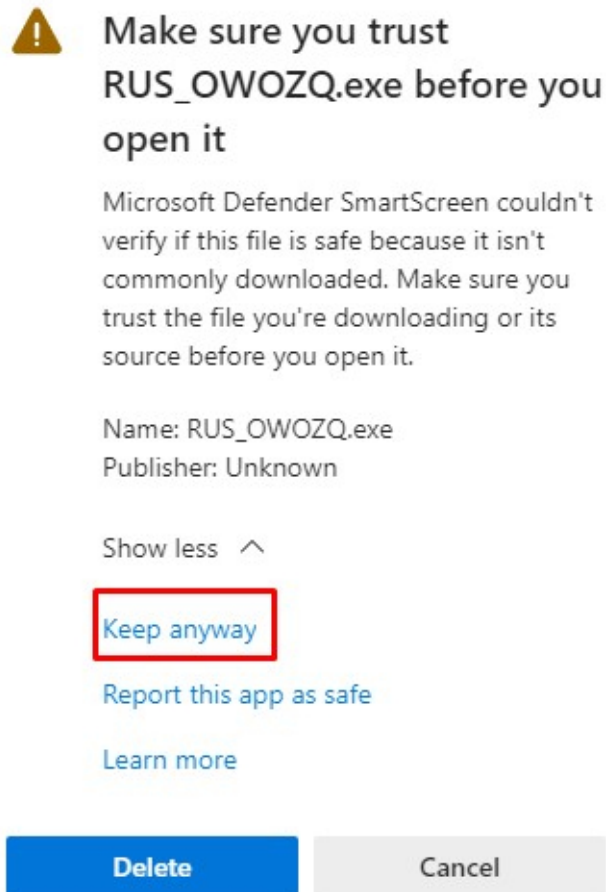 Make sure you trust
RUS_OWOZQ.exe before you
open it
Microsoft Defender SmartScreen couldn't
verify if this file is safe because it isn't
commonly downloaded. Make sure you
trust the file you're downloading or its
source before you open it.
Name: RUS_OWOZQ.exe
Publisher: Unknown
Show less
Keep anyway
Report this app as safe
Learn more
Delete
Cancel